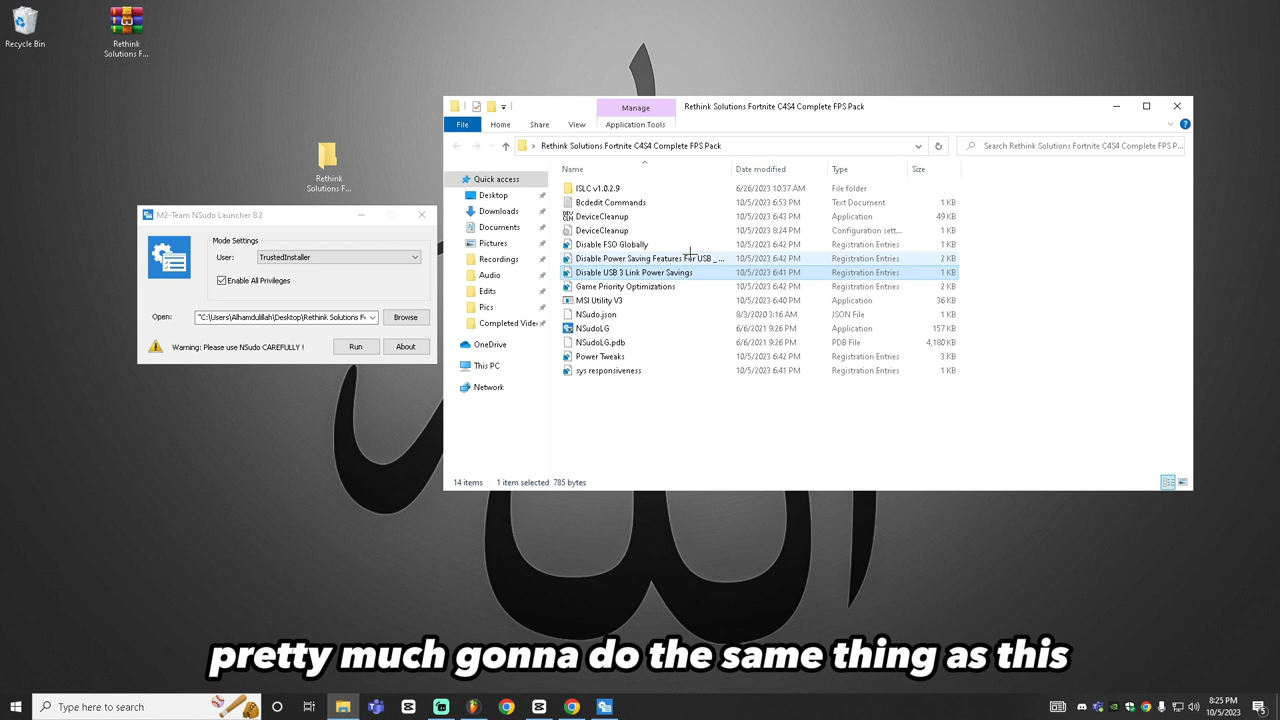 Recycle Bin
Rethink
Solutions F...
Rethink
Solutions F...
M2-Team NSudo Launcher 8.2
Mode Settings
User:
TrustedInstaller
Enable All Privileges
Open:
"C:\Users\Alhamdulillah\Desktop\Rethink Solutions F
Browse
Warning: Please use NSudo CAREFULLY !
Run
About
Manage
Rethink Solutions Fortnite C4S4 Complete FPS Pack
File
Home
Share
View
Application Tools
Rethink Solutions Fortnite C4S4 Complete FPS Pack
Search Rethink Solutions Fortnite C4S4 Complete FPS P...
Quick access
Desktop
Downloads
Documents
Pictures
Recordings
Audio
Edits
Pics
Completed Vide
OneDrive
This PC
Network
Name Date modified Type Size
ISLC v1.0.2.9 6/26/2023 10:37 AM File folder
Bcdedit Commands 10/5/2023 6:53 PM Text Document 1 KB
DeviceCleanup 10/5/2023 6:43 PM Application 49 KB
DeviceCleanup 10/5/2023 8:24 PM Configuration sett... 1 KB
Disable FSO Globally 10/5/2023 6:42 PM Registration Entries 1 KB
Disable Power Saving Features For USB _ ... 10/5/2023 6:42 PM Registration Entries 2 KB
Disable USB 3 Link Power Savings 10/5/2023 6:41 PM Registration Entries 1 KB
Game Priority Optimizations 10/5/2023 6:42 PM Registration Entries 2 KB
MSI Utility V3 10/5/2023 6:40 PM Application 36 KB
NSudo.json 8/3/2020 3:16 AM JSON File 1 KB
NSudoLG 6/6/2021 9:26 PM Application 157 KB
NSudoLG.pdb 6/6/2021 9:26 PM PDB File 4,180 KB
Power Tweaks 10/5/2023 6:42 PM Registration Entries 3 KB
sys responsiveness 10/5/2023 6:41 PM Registration Entries 1 KB
14 items 1 item selected 785 bytes
pretty much gonna do the same thing as this
Type here to search
8:25 PM
10/5/2023